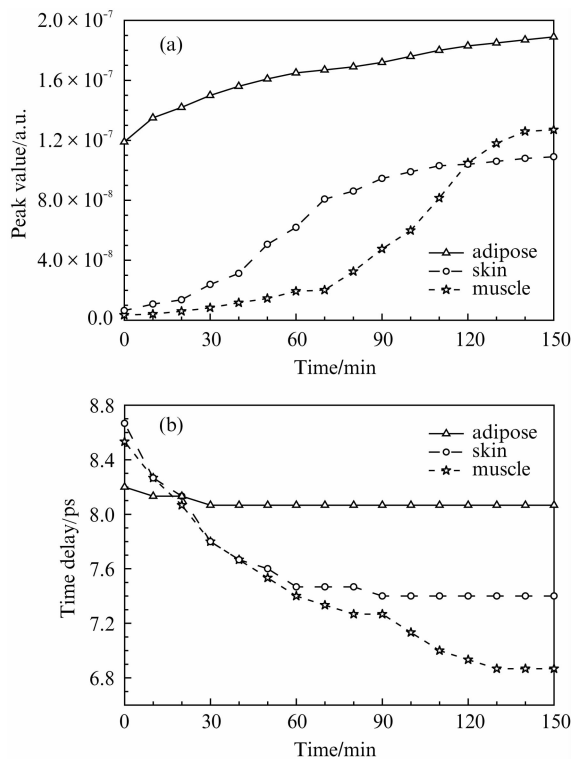 2.0 × 10⁻⁷
(a)
1.6 × 10⁻⁷
1.2 × 10⁻⁷
8.0 × 10⁻⁸
4.0 × 10⁻⁸
0.0
Peak value/a.u.
adipose
skin
muscle
0 30 60 90 120 150
Time/min
8.8
(b)
8.4
8.0
7.6
7.2
6.8
Time delay/ps
adipose
skin
muscle
0 30 60 90 120 150
Time/min